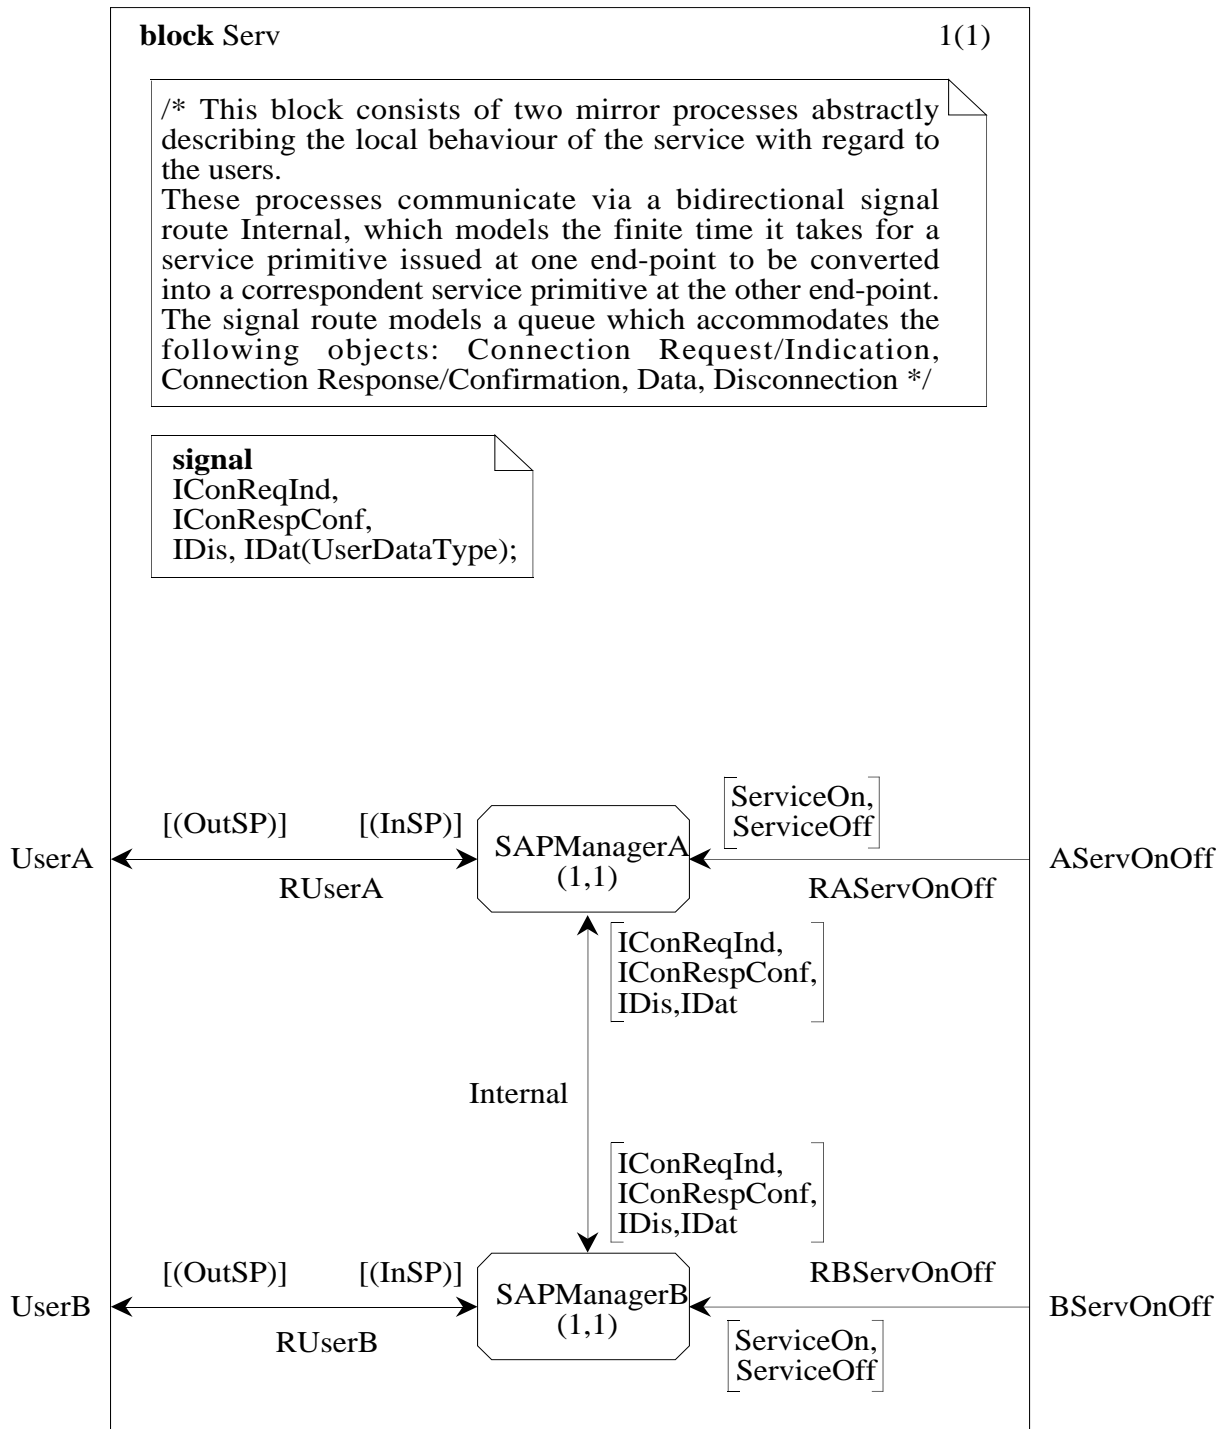 block Serv 1(1)
/* This block consists of two mirror processes abstractly
describing the local behaviour of the service with regard to
the users.
These processes communicate via a bidirectional signal
route Internal, which models the finite time it takes for a
service primitive issued at one end-point to be converted
into a correspondent service primitive at the other end-point.
The signal route models a queue which accommodates the
following objects: Connection Request/Indication,
Connection Response/Confirmation, Data, Disconnection */
signal
IConReqInd,
IConRespConf,
IDis, IDat(UserDataType);
[(OutSP)] [(InSP)]
ServiceOn,
ServiceOff
UserA
SAPManagerA
(1,1)
AServOnOff
RUserA
RAServOnOff
IConReqInd,
IConRespConf,
IDis,IDat
Internal
IConReqInd,
IConRespConf,
IDis,IDat
[(OutSP)] [(InSP)]
RBServOnOff
UserB
SAPManagerB
(1,1)
BServOnOff
RUserB
ServiceOn,
ServiceOff